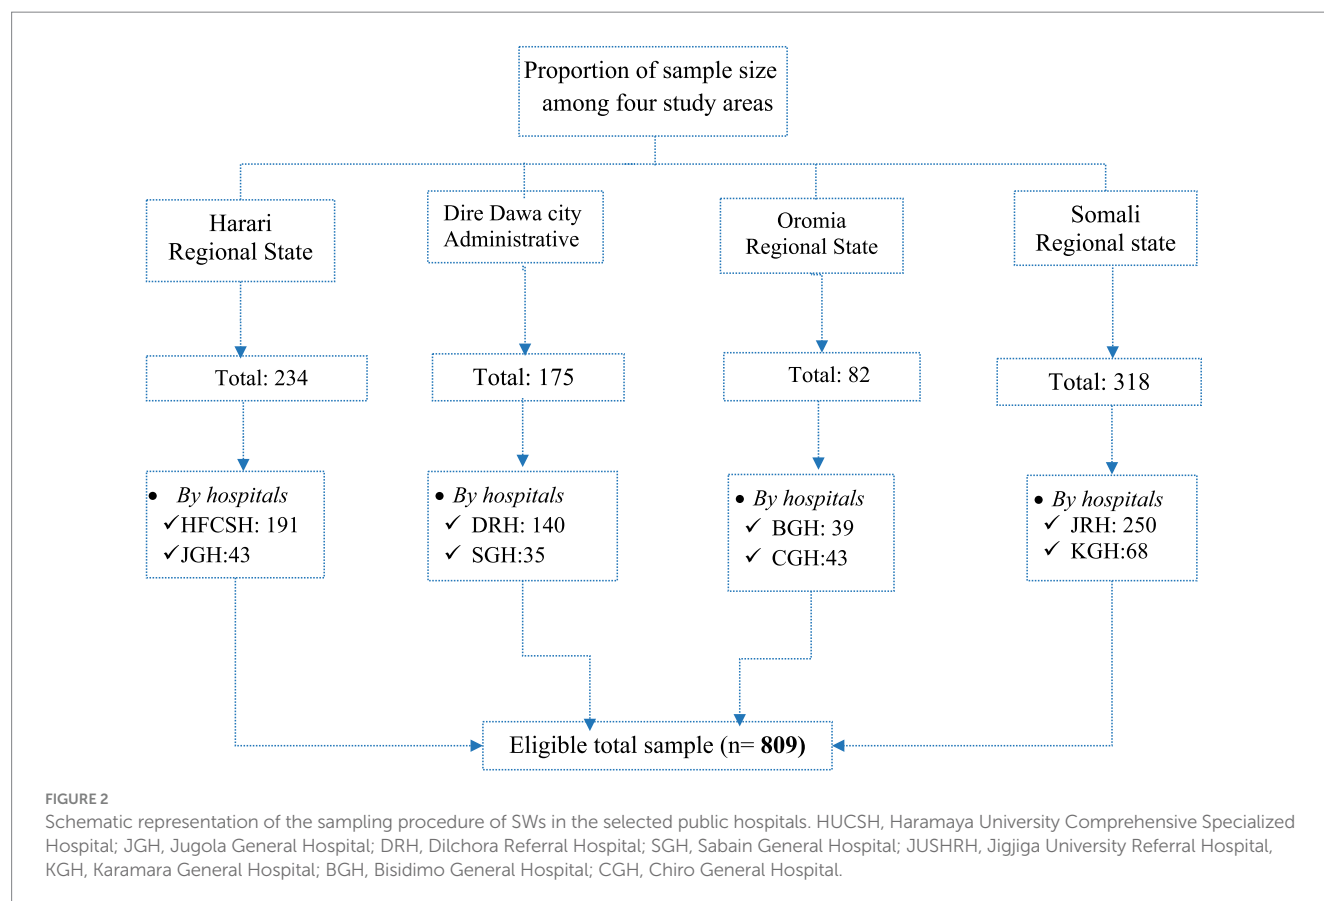 Proportion of sample size
among four study areas
Harari
Regional State
Dire Dawa city
Administrative
Oromia
Regional State
Somali
Regional state
Total: 234
Total: 175
Total: 82
Total: 318
• By hospitals
✓HFCSH: 191
✓JGH:43
• By hospitals
✓ DRH: 140
✓ SGH:35
• By hospitals
✓ BGH: 39
✓ CGH:43
• By hospitals
✓ JRH: 250
✓ KGH:68
Eligible total sample (n= 809)
FIGURE 2
Schematic representation of the sampling procedure of SWs in the selected public hospitals. HUCSH, Haramaya University Comprehensive Specialized
Hospital; JGH, Jugola General Hospital; DRH, Dilchora Referral Hospital; SGH, Sabain General Hospital; JUSHRH, Jigjiga University Referral Hospital,
KGH, Karamara General Hospital; BGH, Bisidimo General Hospital; CGH, Chiro General Hospital.